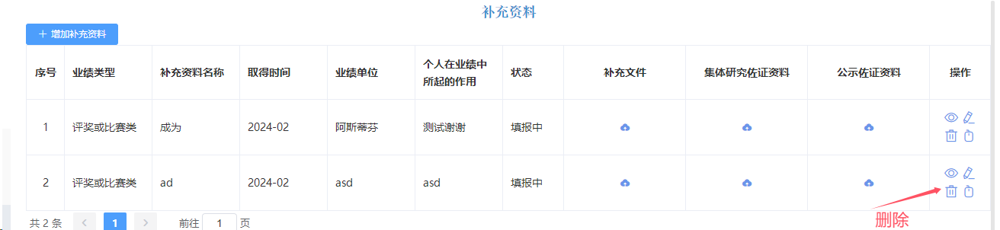 补充资料
+ 增加补充资料
序号 业绩类型 补充资料名称 取得时间 业绩单位 个人在业绩中所起的作用 状态 补充文件 集体研究佐证资料 公示佐证资料 操作
1 评奖或比赛类 成为 2024-02 阿斯蒂芬 测试谢谢 填报中
2 评奖或比赛类 ad 2024-02 asd asd 填报中
共 2 条 < 1 > 前往 1 页
删除